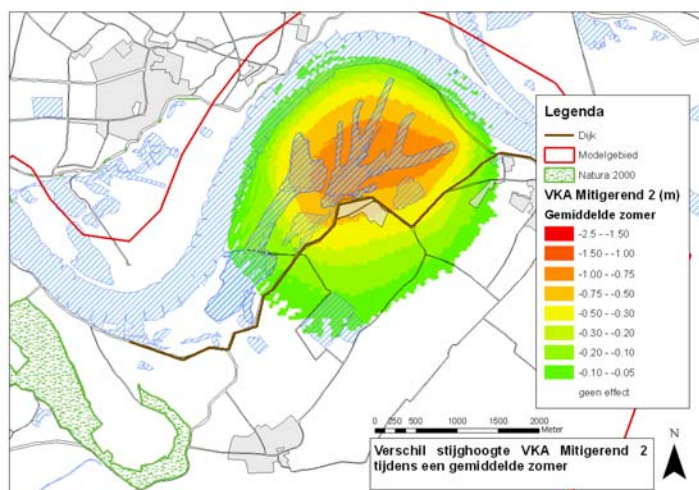 Legenda
Dijk
Modelgebied
Natura 2000
VKA Mitigerend 2 (m)
Gemiddelde zomer
-2.5 - -1.50
-1.50 - -1.00
-1.00 - -0.75
-0.75 - -0.50
-0.50 - -0.30
-0.30 - -0.20
-0.20 - -0.10
-0.10 - -0.05
geen effect
0 250 500 1000 1500 2000
Meter
Verschil stijghoogte VKA Mitigerend 2
tijdens een gemiddelde zomer
N